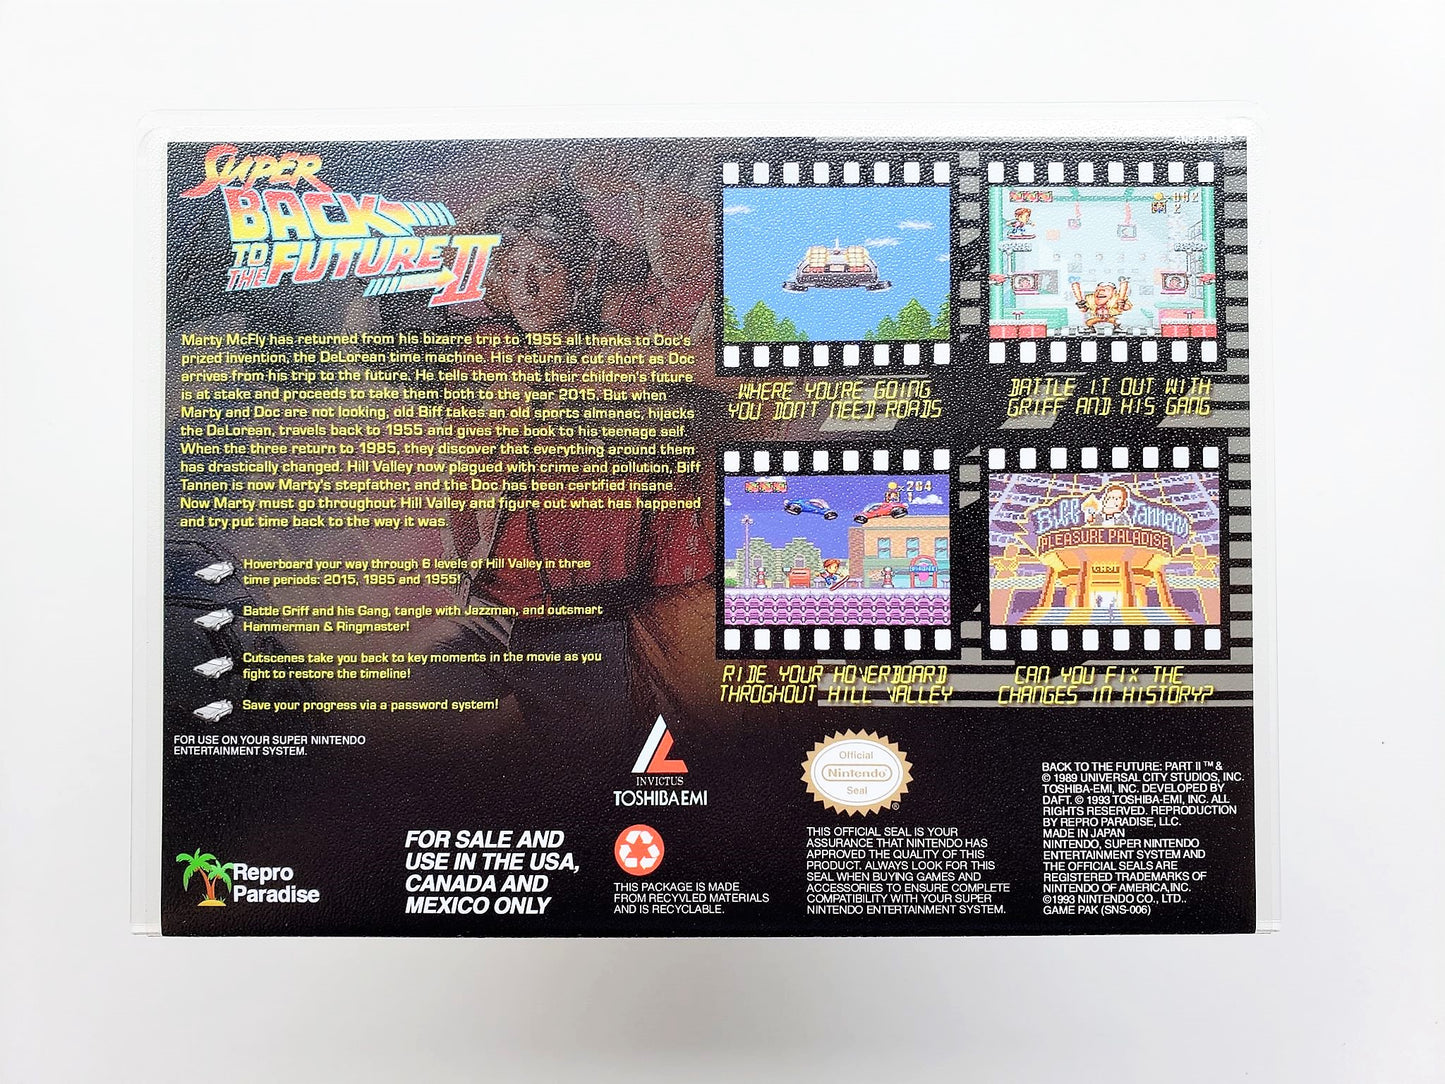 SUPER
BACK
TO THE FUTURE II
Marty McFly has returned from his bizarre trip to 1955 all thanks to Doc's
prized invention, the DeLorean time machine. His return is cut short as Doc
arrives from his trip to the future. He tells them that their children's future
is at stake and proceeds to take them both to the year 2015. But when
Marty and Doc are not looking, old Biff takes an old sports almanac, hijacks
the DeLorean, travels back to 1955 and gives the book to his teenage self.
When the three return to 1985, they discover that everything around them
has drastically changed. Hill Valley now plagued with crime and pollution, Biff
Tannen is now Marty's stepfather, and the Doc has been certified insane.
Now Marty must go throughout Hill Valley and figure out what has happened
and try put time back to the way it was.
Hoverboard your way through 6 levels of Hill Valley in three
time periods: 2015, 1985 and 1955!
Battle Griff and his Gang, tangle with Jazzman, and outsmart
Hammerman & Ringmaster!
Cutscenes take you back to key moments in the movie as you
fight to restore the timeline!
Save your progress via a password system!
FOR USE ON YOUR SUPER NINTENDO
ENTERTAINMENT SYSTEM.
Repro
Paradise
FOR SALE AND
USE IN THE USA,
CANADA AND
MEXICO ONLY
INVICTUS
TOSHIBA EMI
THIS PACKAGE IS MADE
FROM RECYVLED MATERIALS
AND IS RECYCLABLE.
WHERE YOU'RE GOING
YOU DON'T NEED ROADS
BATTLE IT OUT WITH
GRIFF AND HIS GANG
×204
Biff Tannen's
PLEASURE PALADISE
RIDE YOUR HOVERBOARD
THROGHOUT HILL VALLEY
CAN YOU FIX THE
CHANGES IN HISTORY?
Official
Nintendo
Seal
®
THIS OFFICIAL SEAL IS YOUR
ASSURANCE THAT NINTENDO HAS
APPROVED THE QUALITY OF THIS
PRODUCT. ALWAYS LOOK FOR THIS
SEAL WHEN BUYING GAMES AND
ACCESSORIES TO ENSURE COMPLETE
COMPATIBILITY WITH YOUR SUPER
NINTENDO ENTERTAINMENT SYSTEM.
BACK TO THE FUTURE: PART II ™ &
© 1989 UNIVERSAL CITY STUDIOS, INC.
TOSHIBA-EMI, INC. DEVELOPED BY
DAFT. © 1993 TOSHIBA-EMI, INC. ALL
RIGHTS RESERVED. REPRODUCTION
BY REPRO PARADISE, LLC.
MADE IN JAPAN
NINTENDO, SUPER NINTENDO
ENTERTAINMENT SYSTEM AND
THE OFFICIAL SEALS ARE
REGISTERED TRADEMARKS OF
NINTENDO OF AMERICA,INC.
©1993 NINTENDO CO., LTD..
GAME PAK (SNS-006)